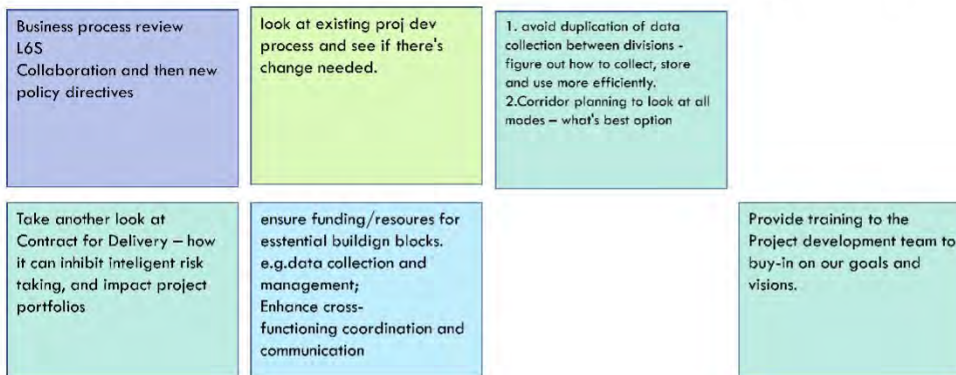 Business process review
L6S
Collaboration and then new
policy directives
look at existing proj dev
process and see if there's
change needed.
1. avoid duplication of data
collection between divisions -
figure out how to collect, store
and use more efficiently.
2.Corridor planning to look at all
modes – what's best option
Take another look at
Contract for Delivery – how
it can inhibit inteligent risk
taking, and impact project
portfolios
ensure funding/resoures for
esstential buildign blocks.
e.g.data collection and
management;
Enhance cross-
functioning coordination and
communication
Provide training to the
Project development team to
buy-in on our goals and
visions.